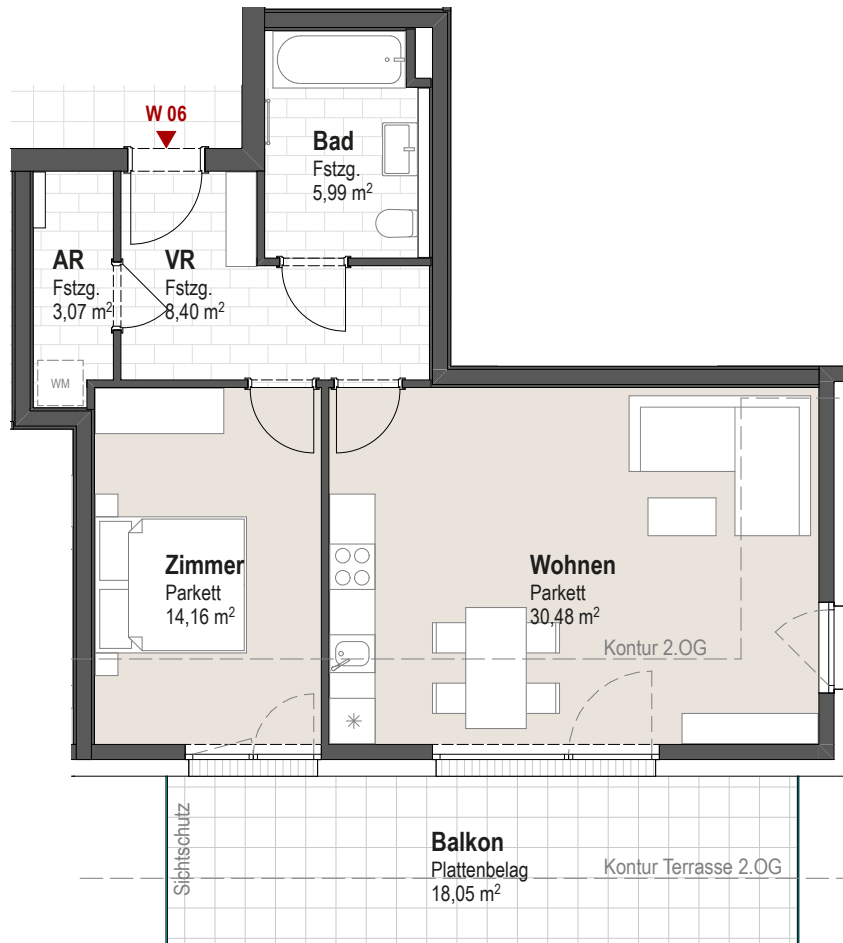 W 06
Bad
Fstzg.
5,99 m²
AR
Fstzg.
3,07 m²
VR
Fstzg.
8,40 m²
WM
Zimmer
Parkett
14,16 m²
Wohnen
Parkett
30,48 m²
Kontur 2.OG
Sichtschutz
Balkon
Plattenbelag
18,05 m²
Kontur Terrasse 2.OG